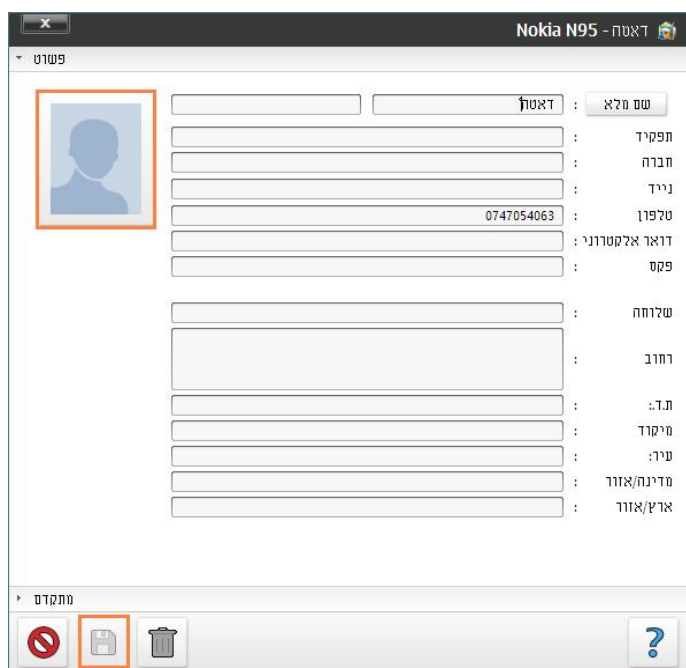 דאטה - Nokia N95
פשוט
שם מלא : דאטה
תפקיד :
חברה :
נייד :
טלפון : 0747054063
דואר אלקטרוני :
פקס :
שלוחה :
רחוב :
ת.ד.: :
מיקוד :
עיר: :
מדינה/אזור :
ארץ/אזור :
מתקדם